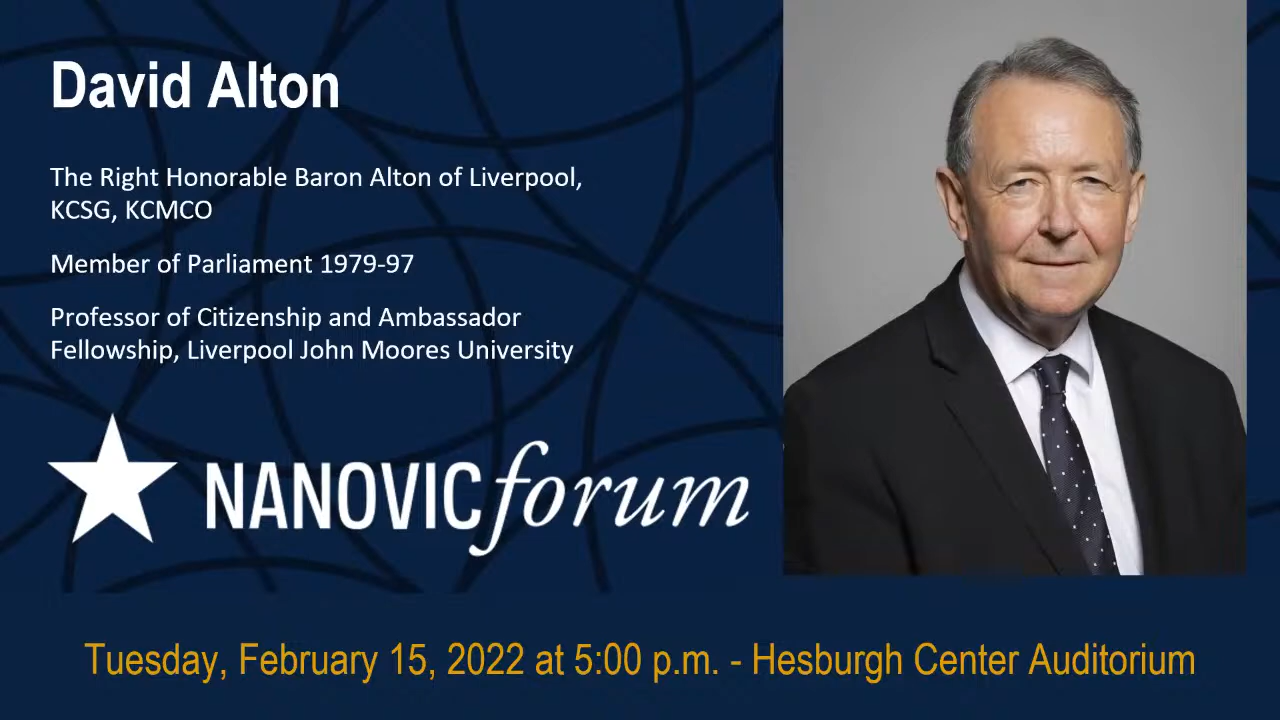 David Alton
The Right Honorable Baron Alton of Liverpool,
KCSG, KCMCO
Member of Parliament 1979-97
Professor of Citizenship and Ambassador
Fellowship, Liverpool John Moores University
NANOVIC forum
Tuesday, February 15, 2022 at 5:00 p.m. - Hesburgh Center Auditorium